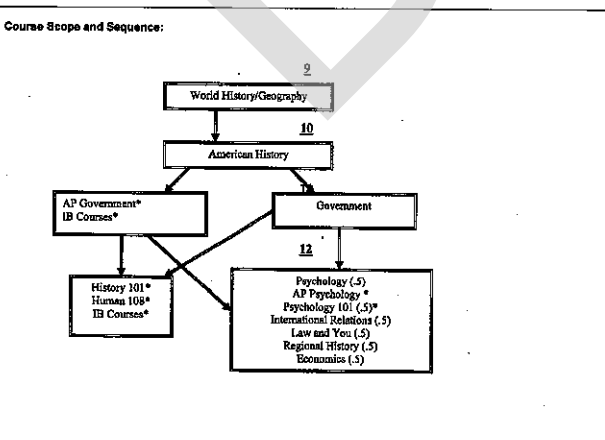 Course Scope and Sequence:
9
World History/Geography
10
American History
AP Government*
IB Courses*
Government
12
History 101*
Human 108*
IB Courses*
Psychology (.5)
AP Psychology *
Psychology 101 (.5)*
International Relations (.5)
Law and You (.5)
Regional History (.5)
Economics (.5)